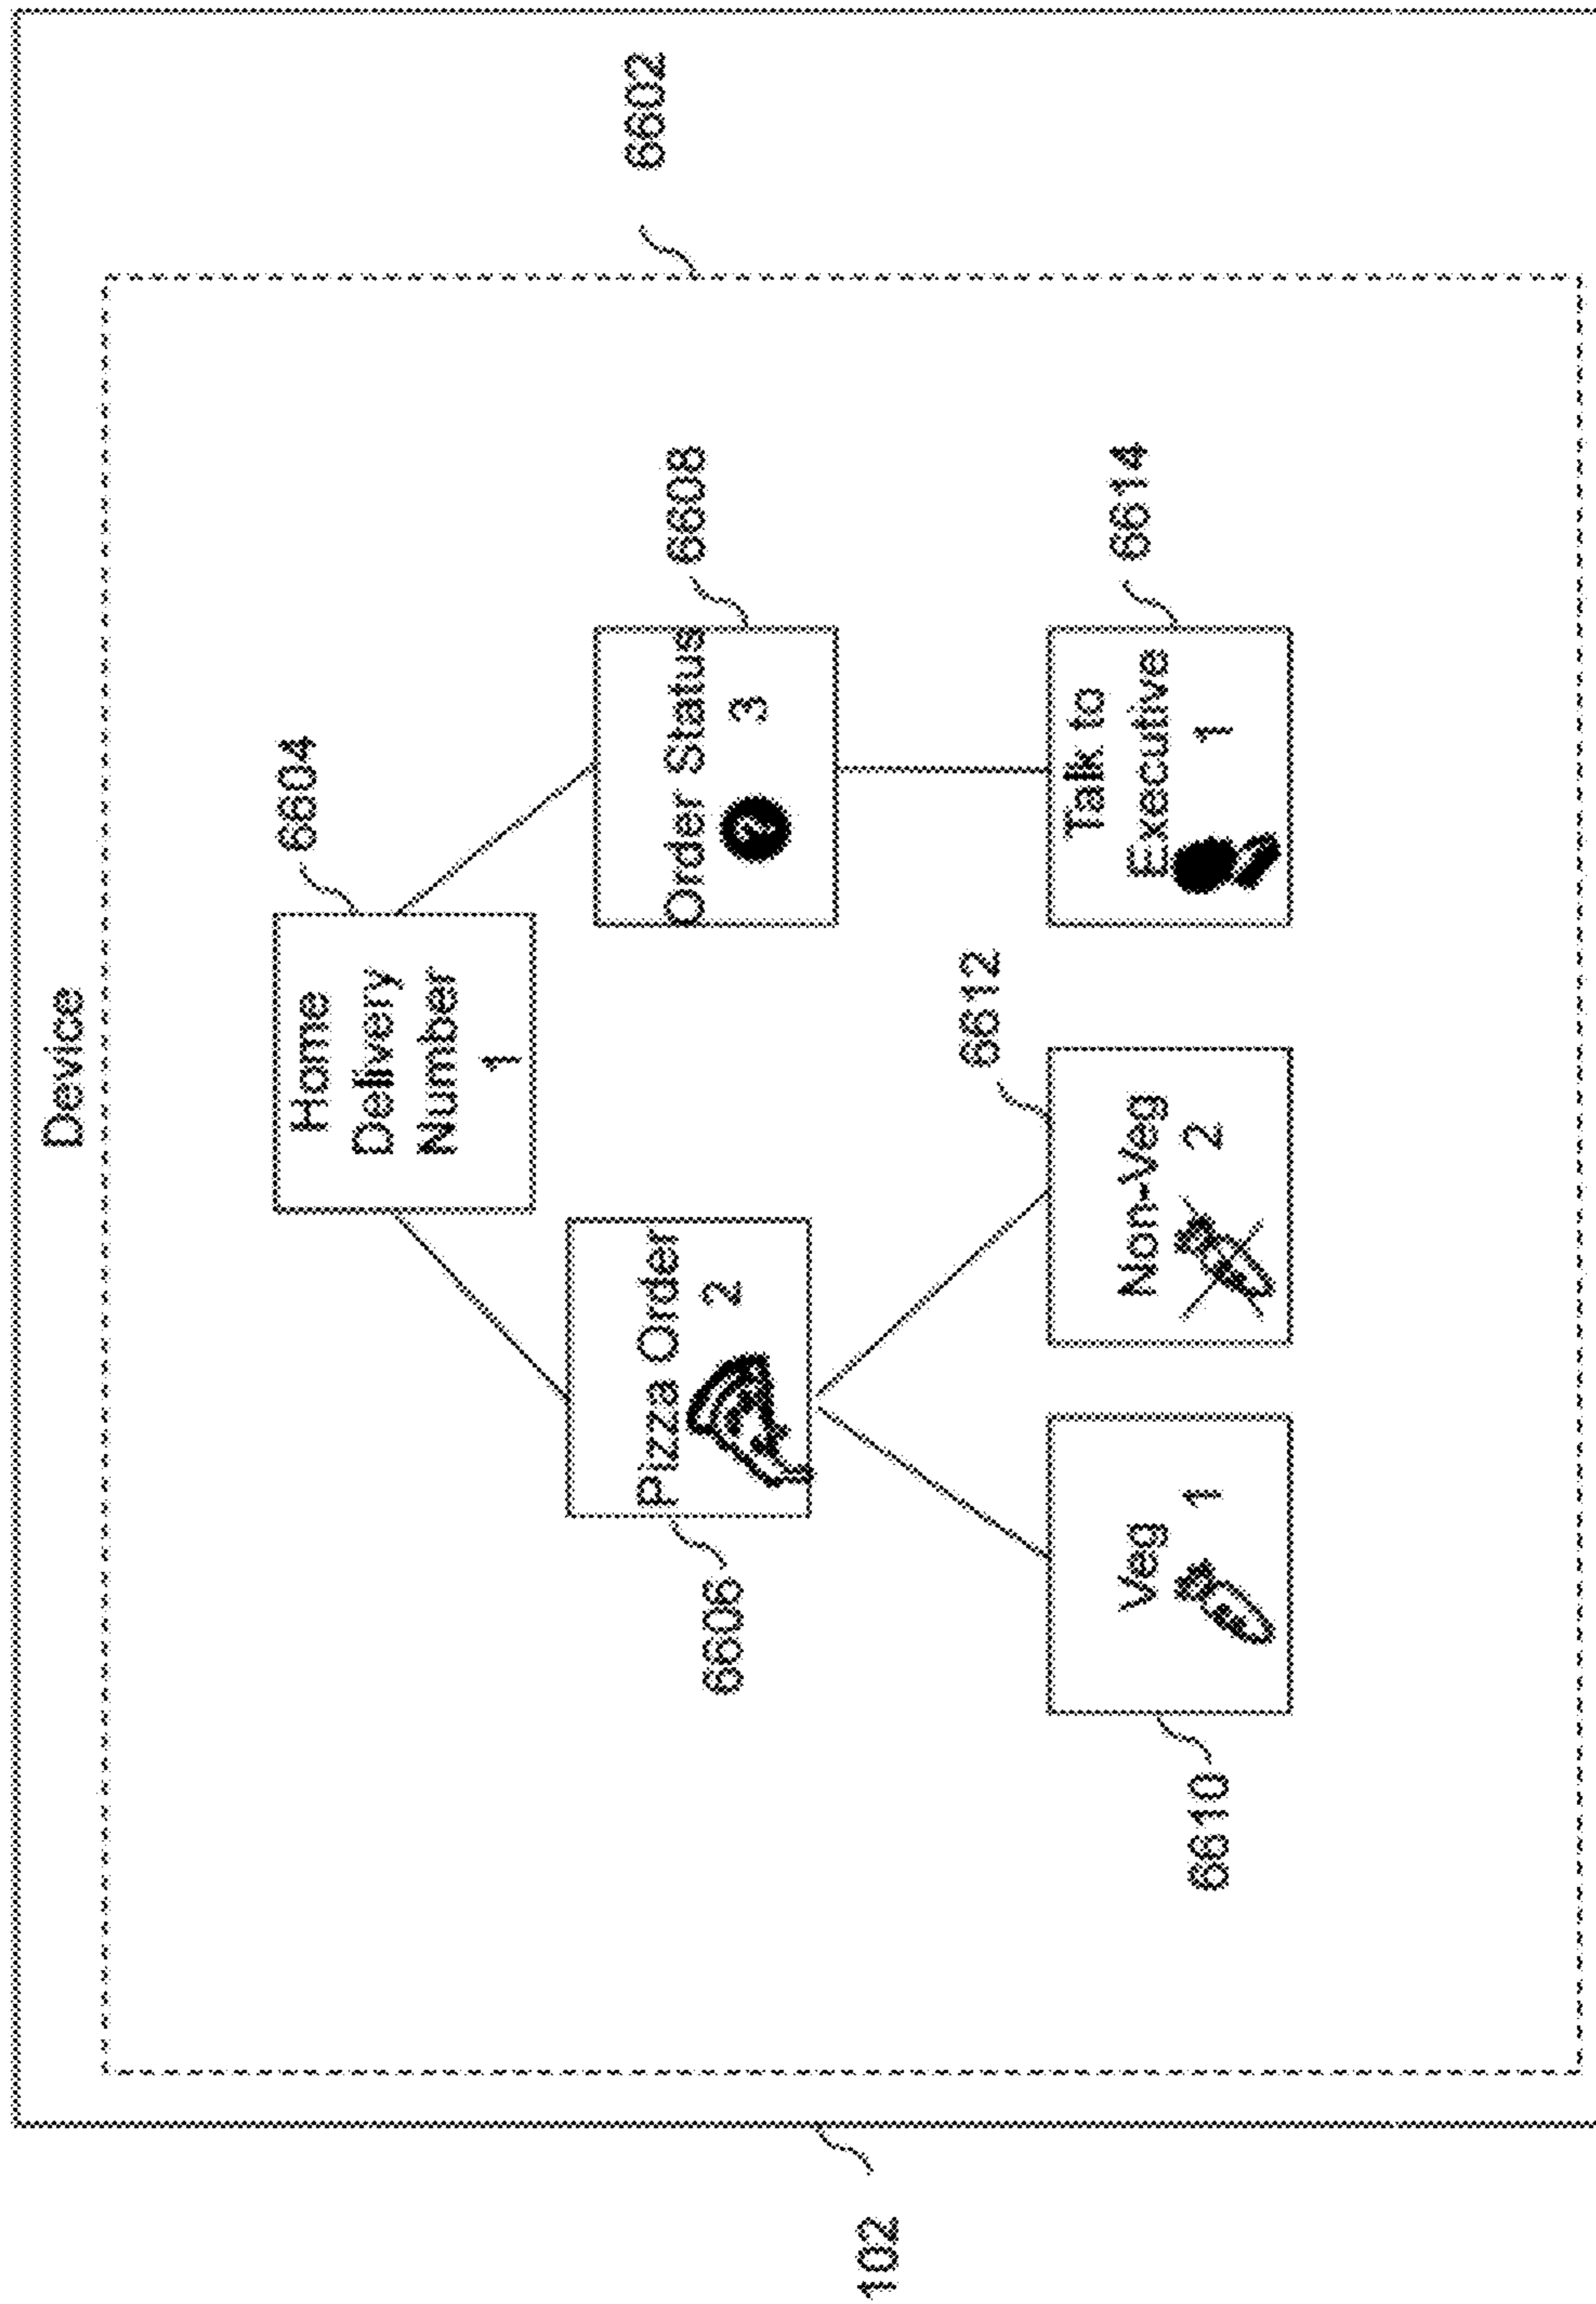 Device
6602
6604
Home
Delivery
Number
1
6606
Pizza Order
2
Order Status
? 3
6608
6612
6610
Veg
1
Non-Veg
2
Talk to
Executive
1
6614
102